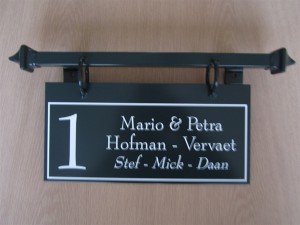 1
Mario & Petra
Hofman - Vervaet
Stef - Mick - Daan